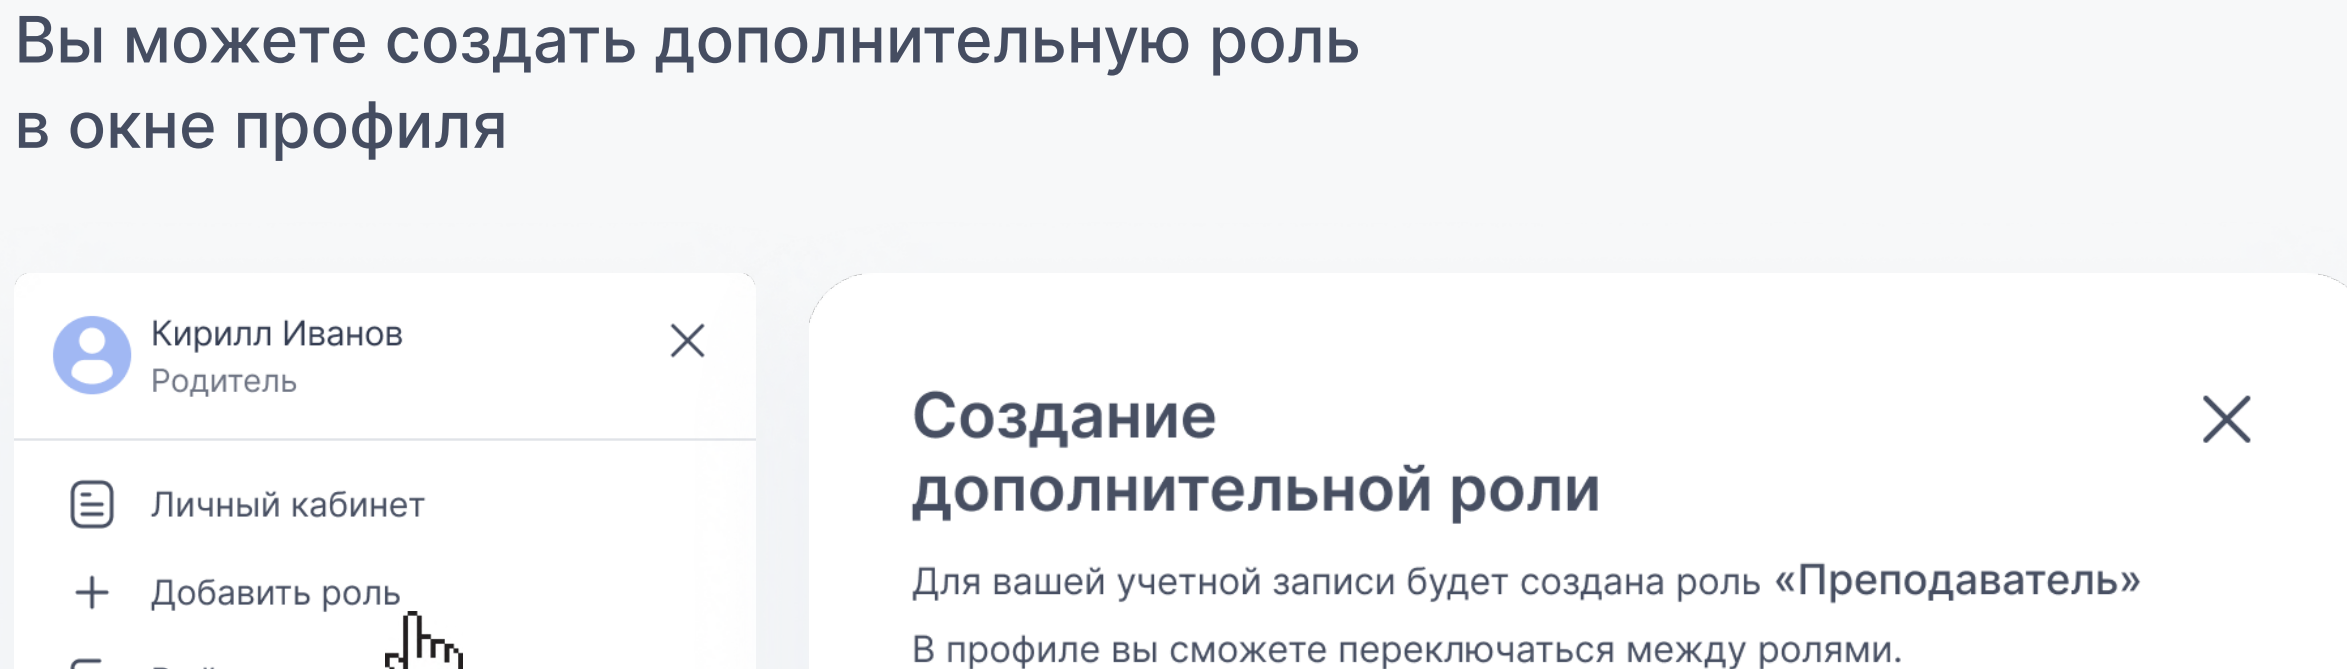 Вы можете создать дополнительную роль
в окне профиля
Кирилл Иванов
Родитель
Личный кабинет
Добавить роль
Создание
дополнительной роли
Для вашей учетной записи будет создана роль «Преподаватель»
В профиле вы сможете переключаться между ролями.